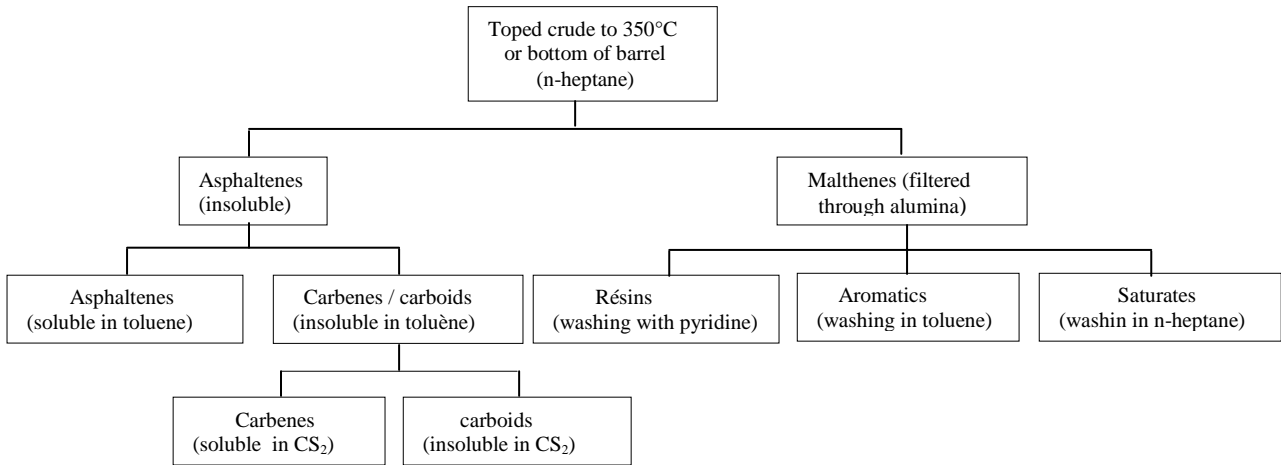 Toped crude to 350°C
or bottom of barrel
(n-heptane)
Asphaltenes
(insoluble)
Malthenes (filtered
through alumina)
Asphaltenes
(soluble in toluene)
Carbenes / carboids
(insoluble in toluène)
Résins
(washing with pyridine)
Aromatics
(washing in toluene)
Saturates
(washin in n-heptane)
Carbenes
(soluble in CS₂)
carboids
(insoluble in CS₂)